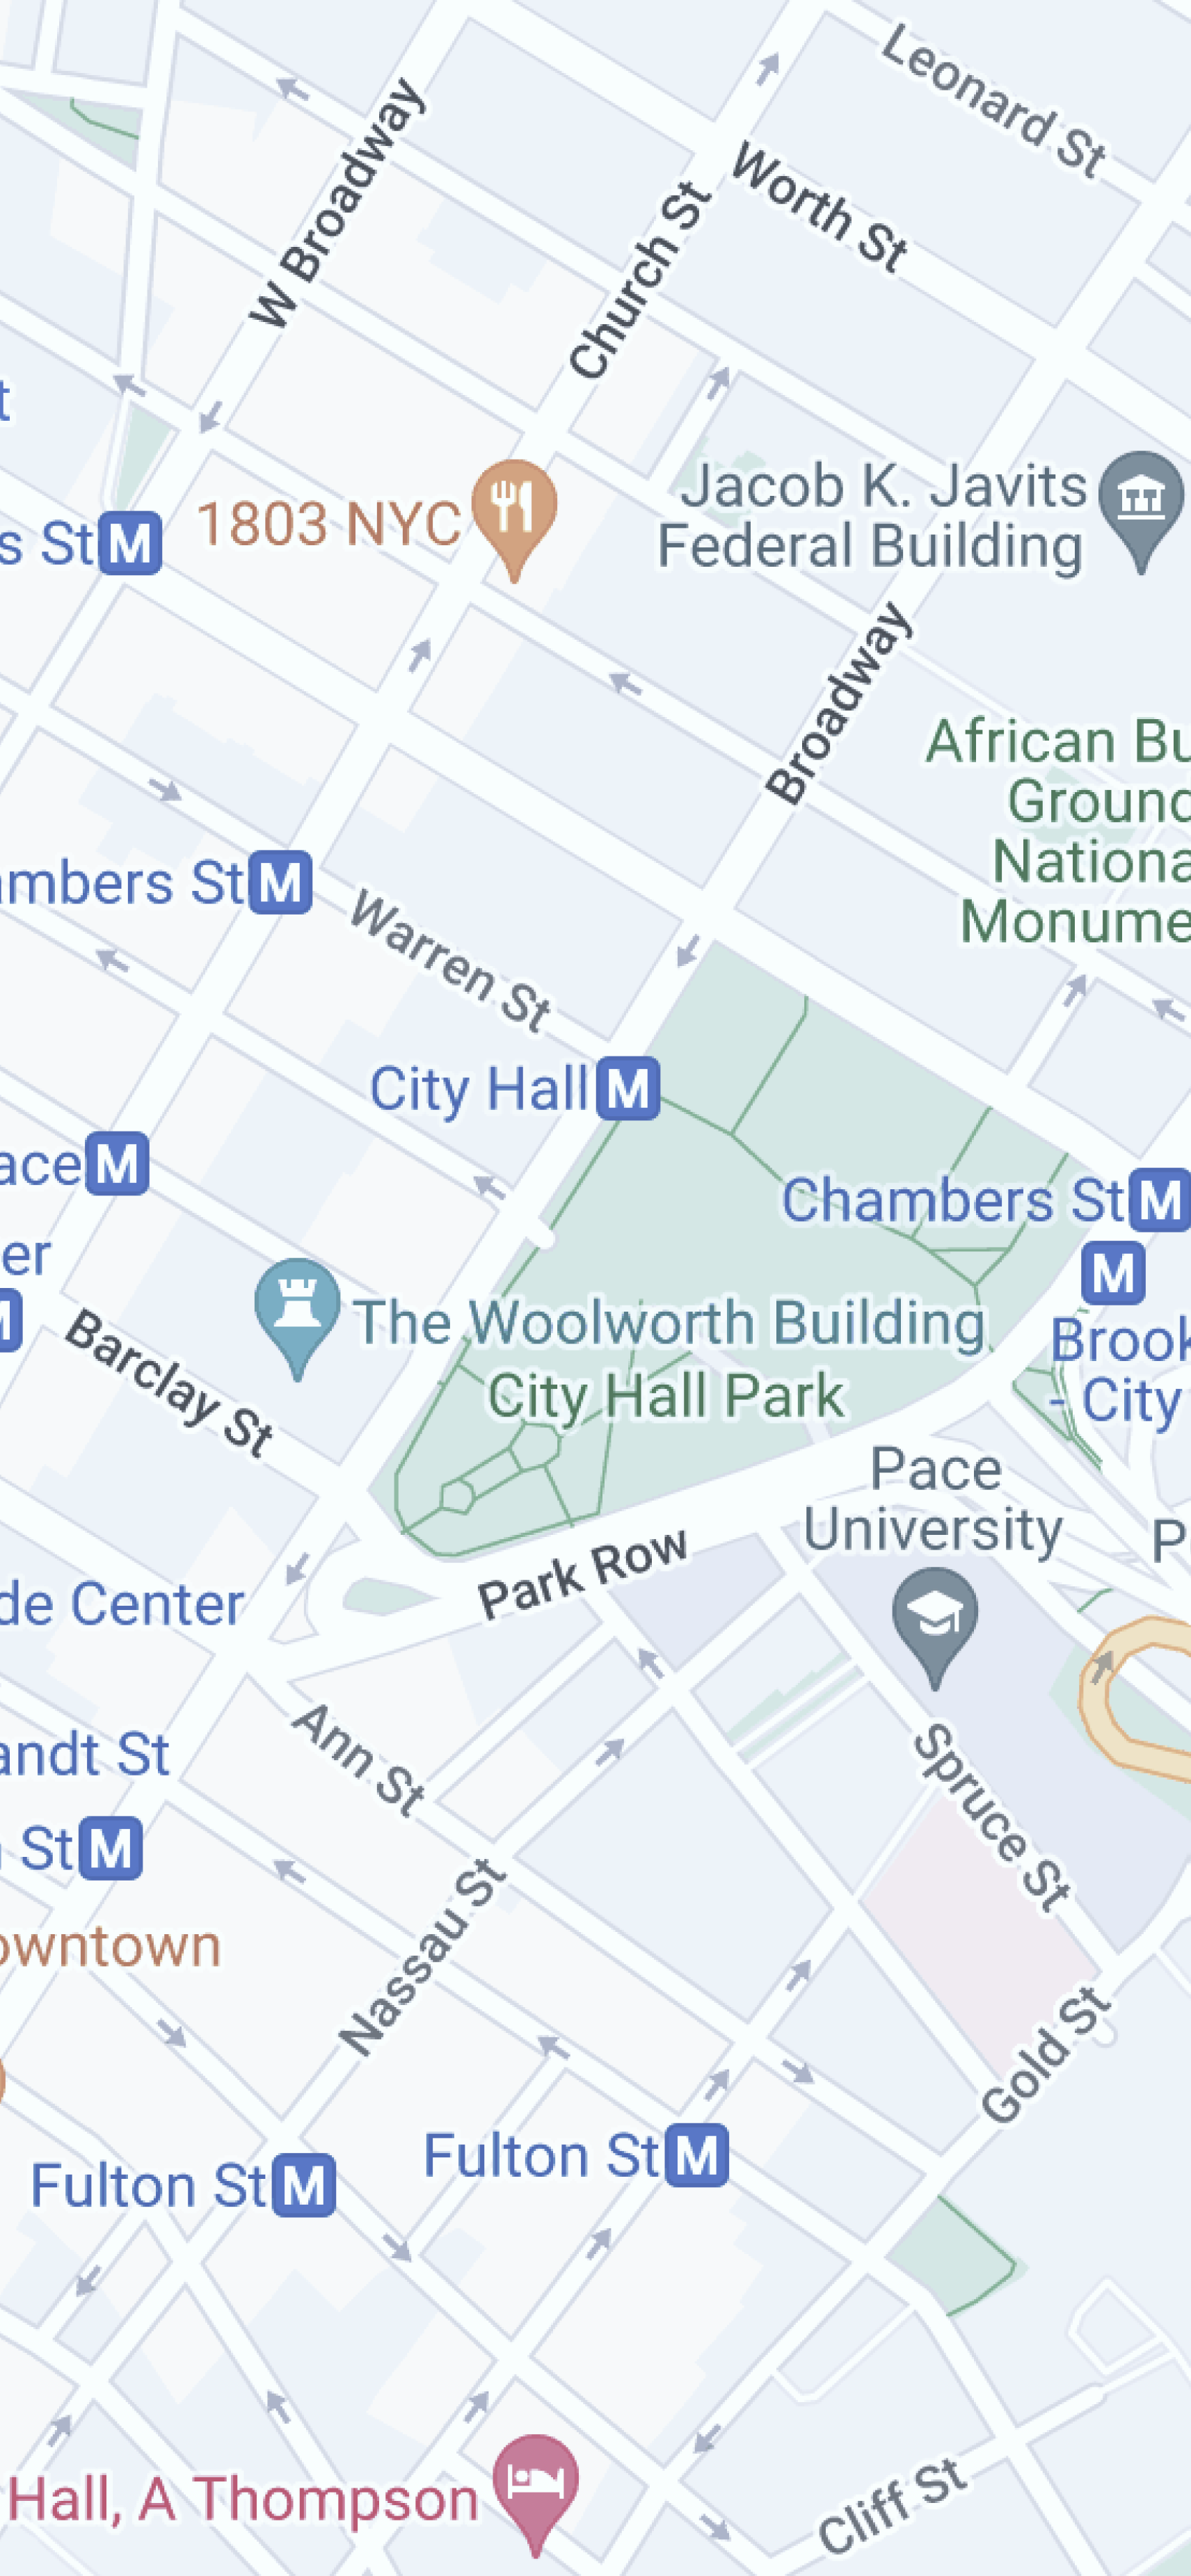 Leonard St
W Broadway
Worth St
Church St
t
1803 NYC
Jacob K. Javits
Federal Building
s St M
Broadway
African Bu
Ground
Nationa
Monume
ambers St M
Warren St
City Hall M
ace M
Chambers St M
M
er
M
The Woolworth Building
Brook
- City
Barclay St
City Hall Park
Pace
University
P
Park Row
de Center
Ann St
andt St
Spruce St
St M
Nassau St
owntown
Gold St
Fulton St M
Fulton St M
Hall, A Thompson
Cliff St